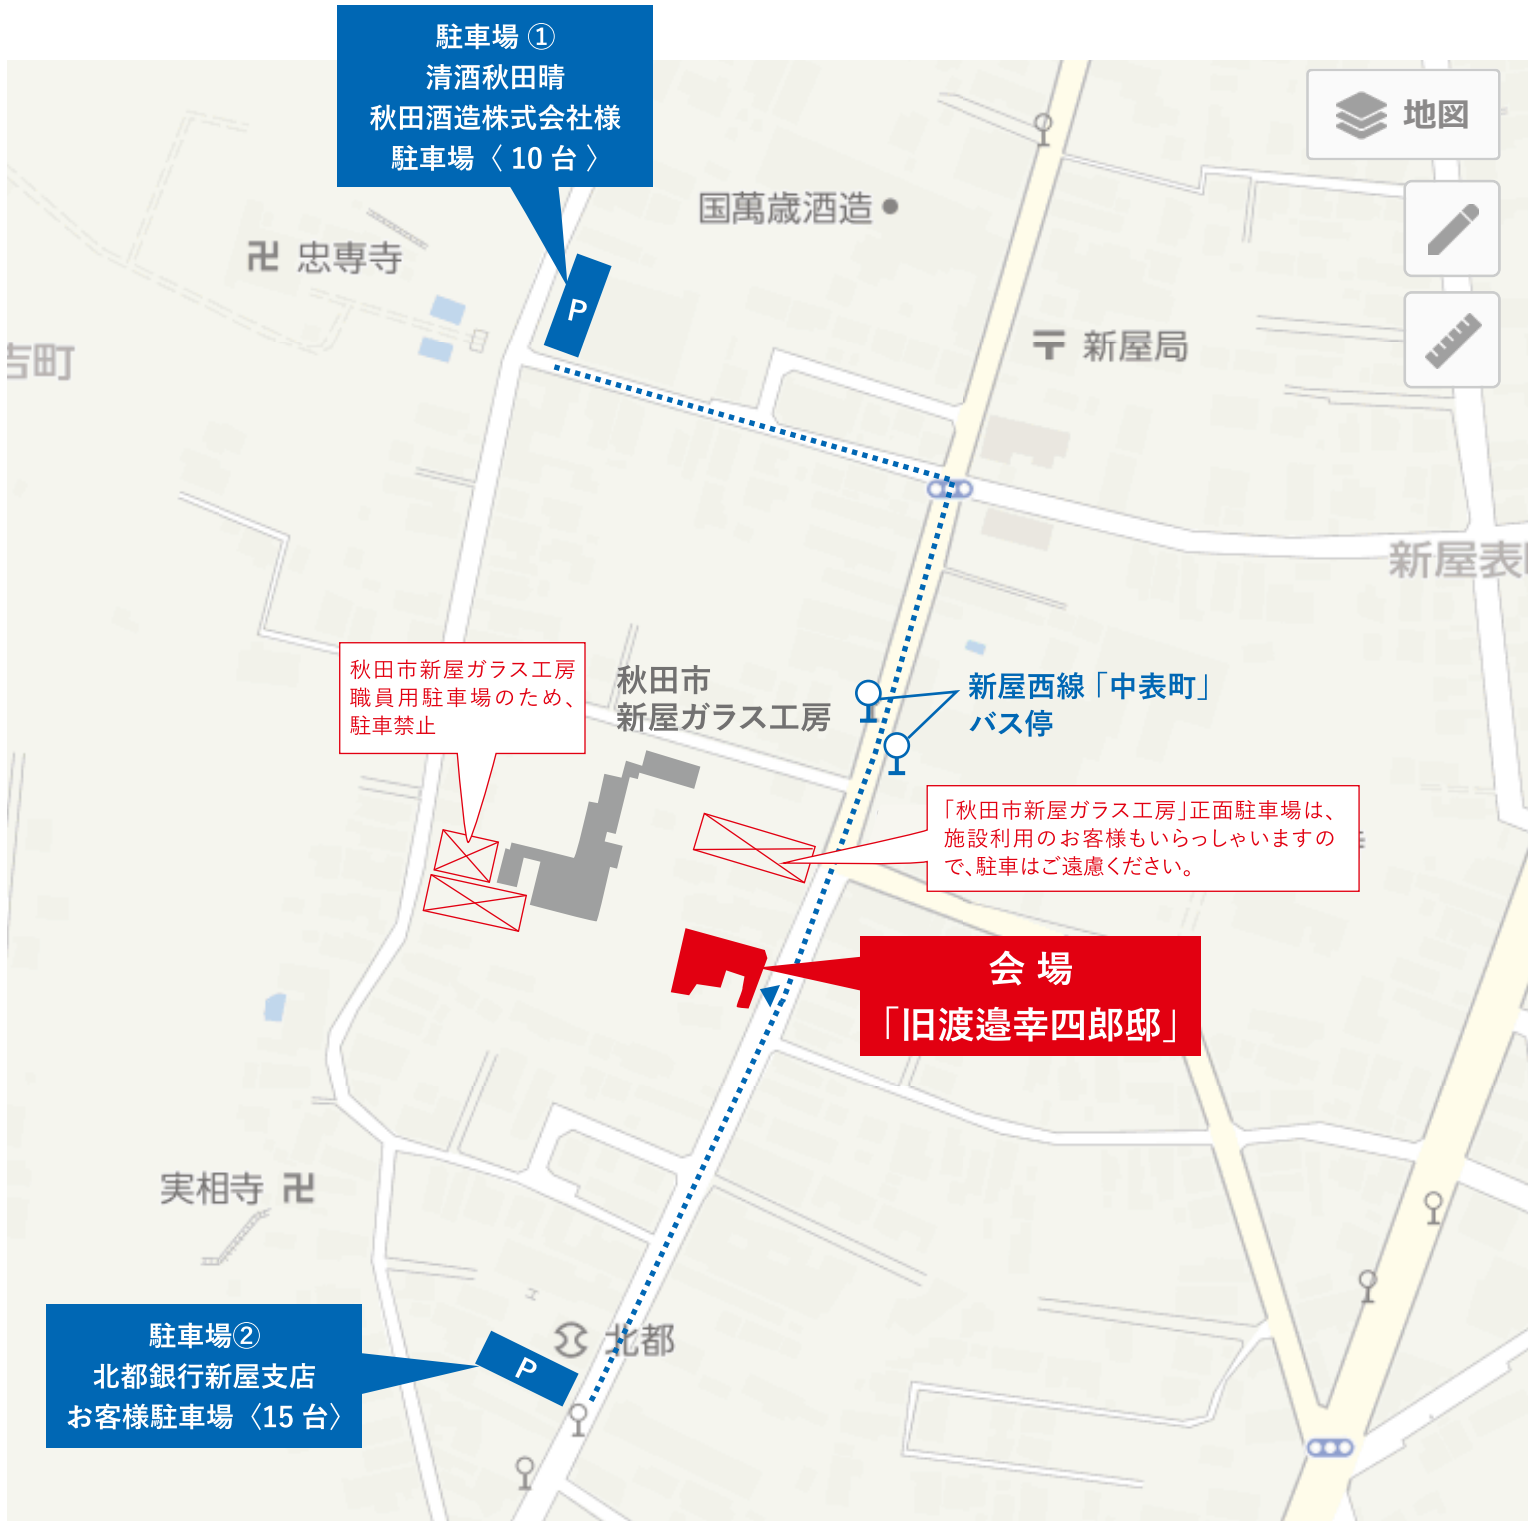 駐車場 ①
清酒秋田晴
秋田酒造株式会社様
駐車場〈 10 台 〉
地図
国萬歳酒造
卍 忠専寺
P
〒 新屋局
吉町
新屋表
秋田市新屋ガラス工房
職員用駐車場のため、
駐車禁止
秋田市
新屋ガラス工房
新屋西線「中表町」
バス停
「秋田市新屋ガラス工房」正面駐車場は、
施設利用のお客様もいらっしゃいますの
で、駐車はご遠慮ください。
会 場
「旧渡邉幸四郎邸」
実相寺 卍
駐車場②
北都銀行新屋支店
お客様駐車場〈15 台〉
P
北都